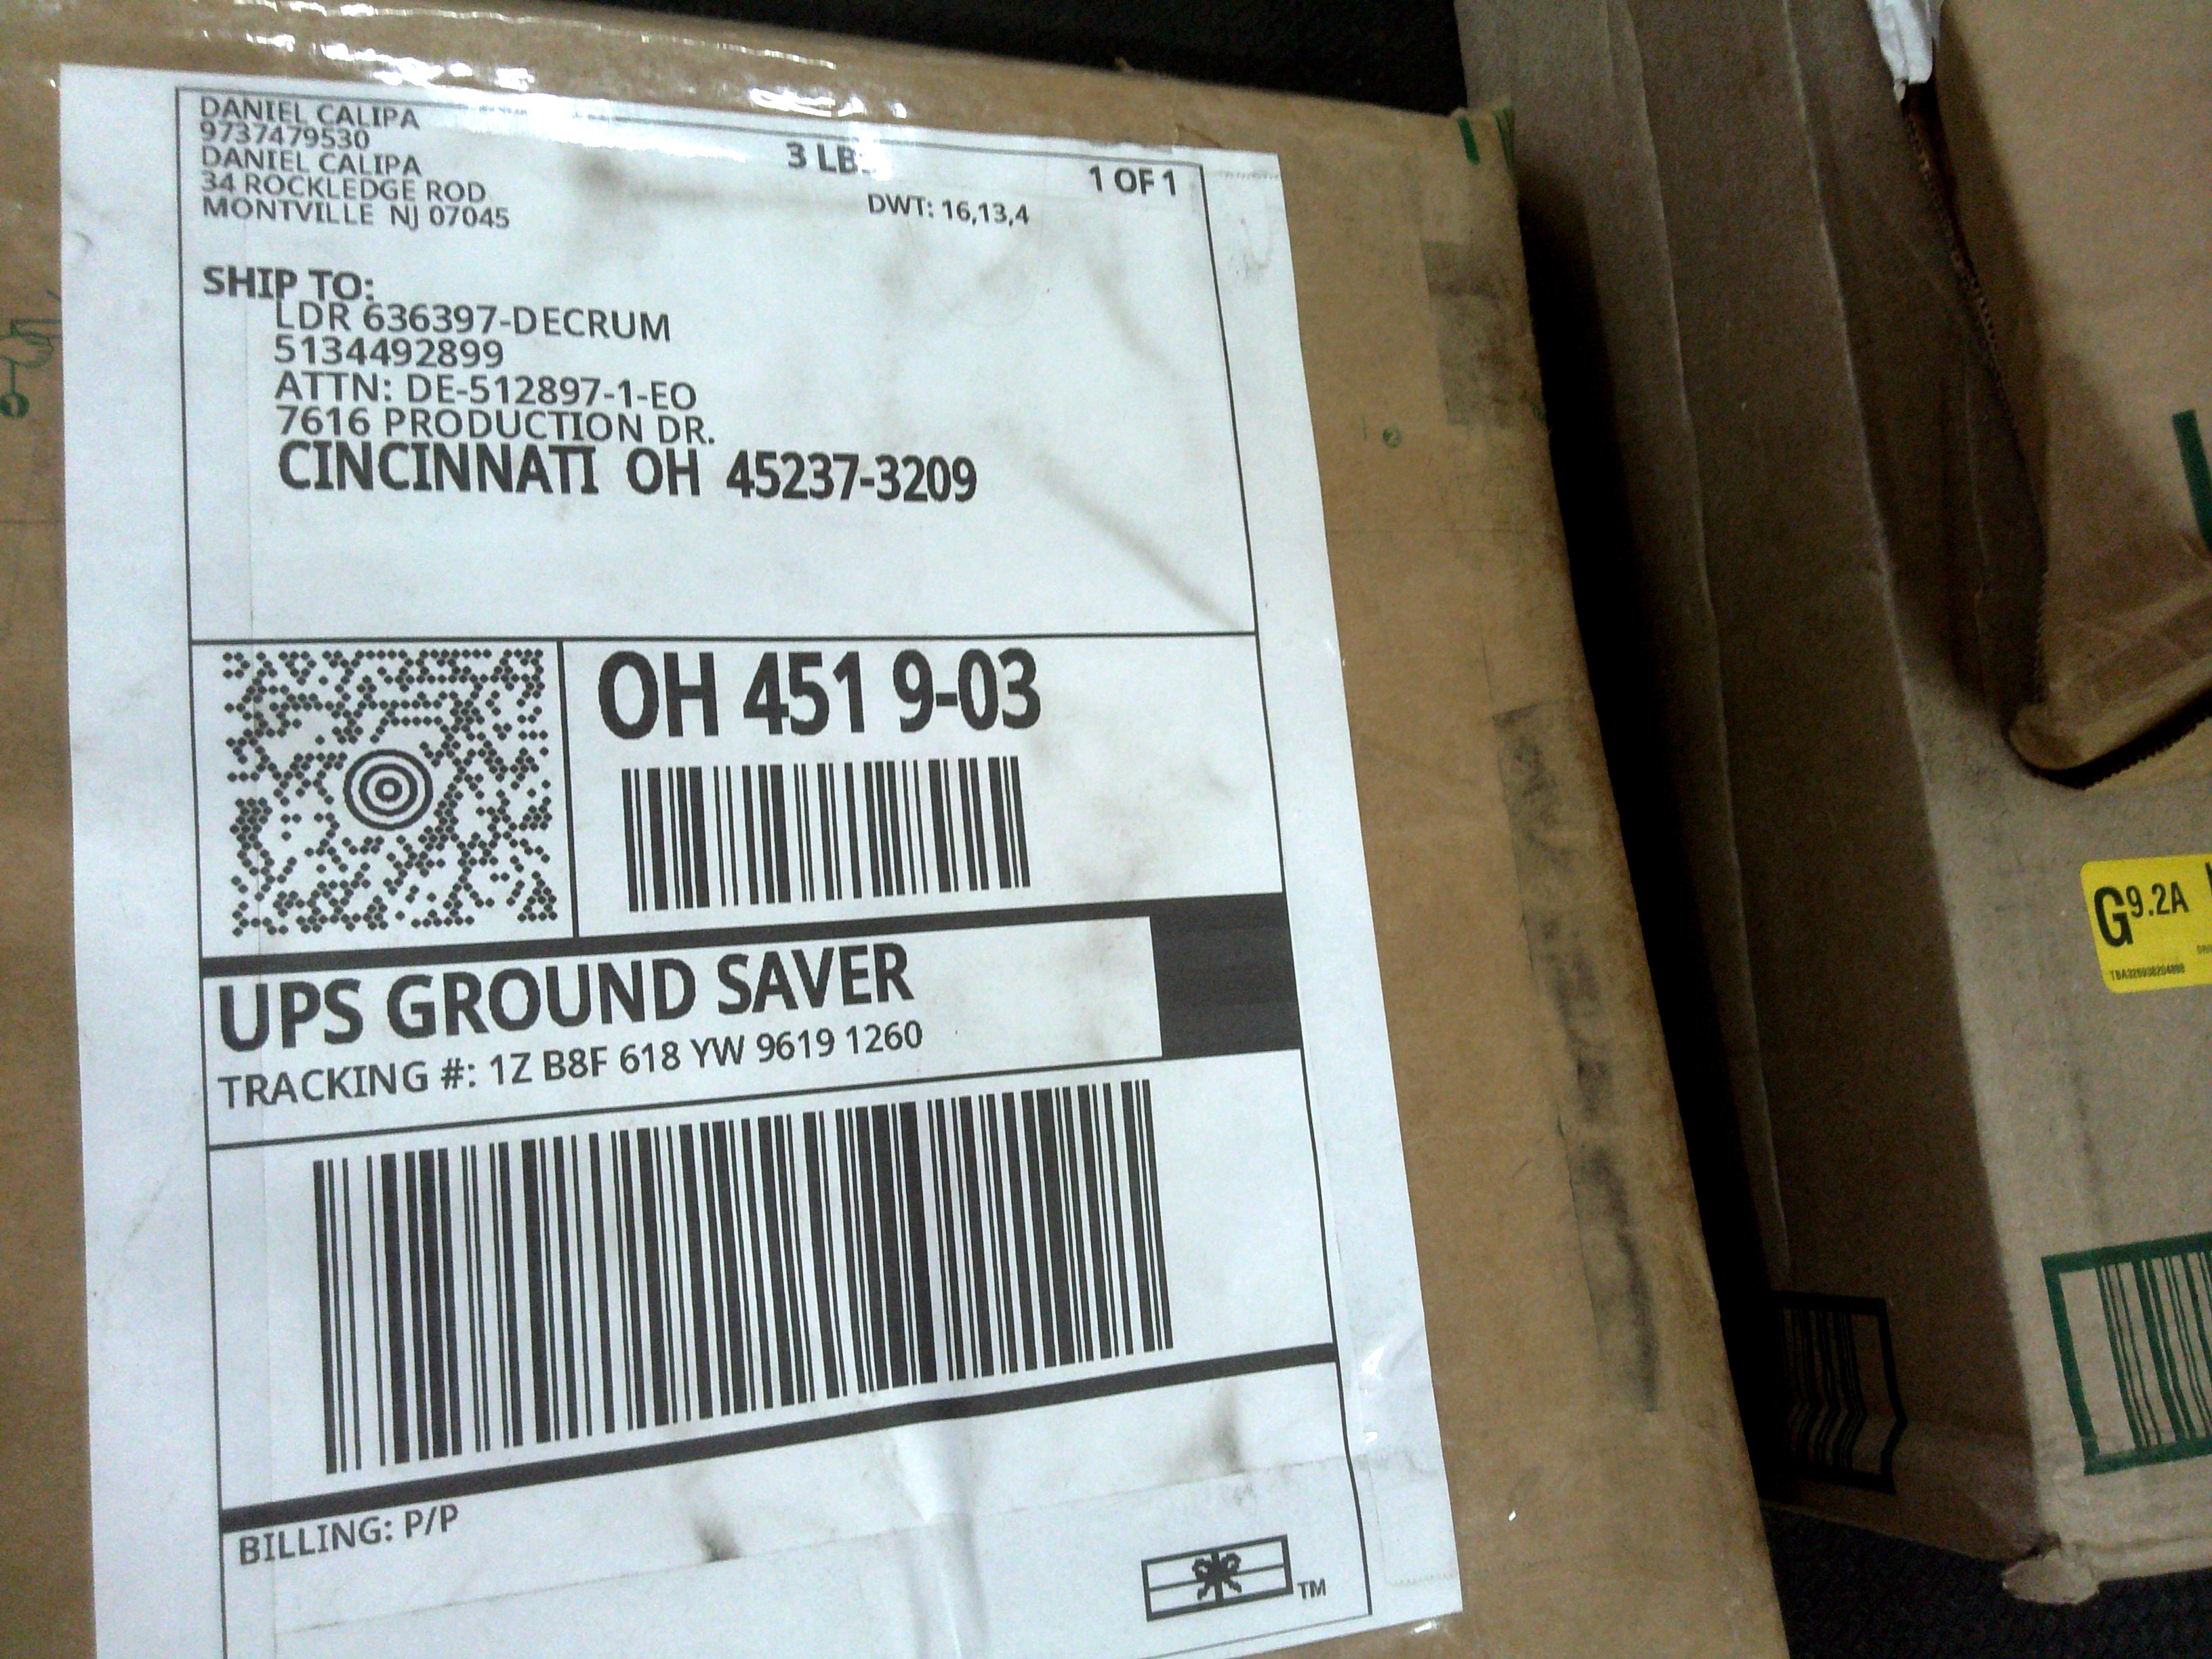 DANIEL CALIPA
9737479530
DANIEL CALIPA
34 ROCKLEDGE ROD
MONTVILLE NJ 07045
3 LBS
1 OF 1
DWT: 16,13,4
SHIP TO:
LDR 636397-DECRUM
5134492899
ATTN: DE-512897-1-EO
7616 PRODUCTION DR.
CINCINNATI OH 45237-3209
OH 451 9-03
UPS GROUND SAVER
TRACKING #: 1Z B8F 618 YW 9619 1260
BILLING: P/P
TM
G9.2A